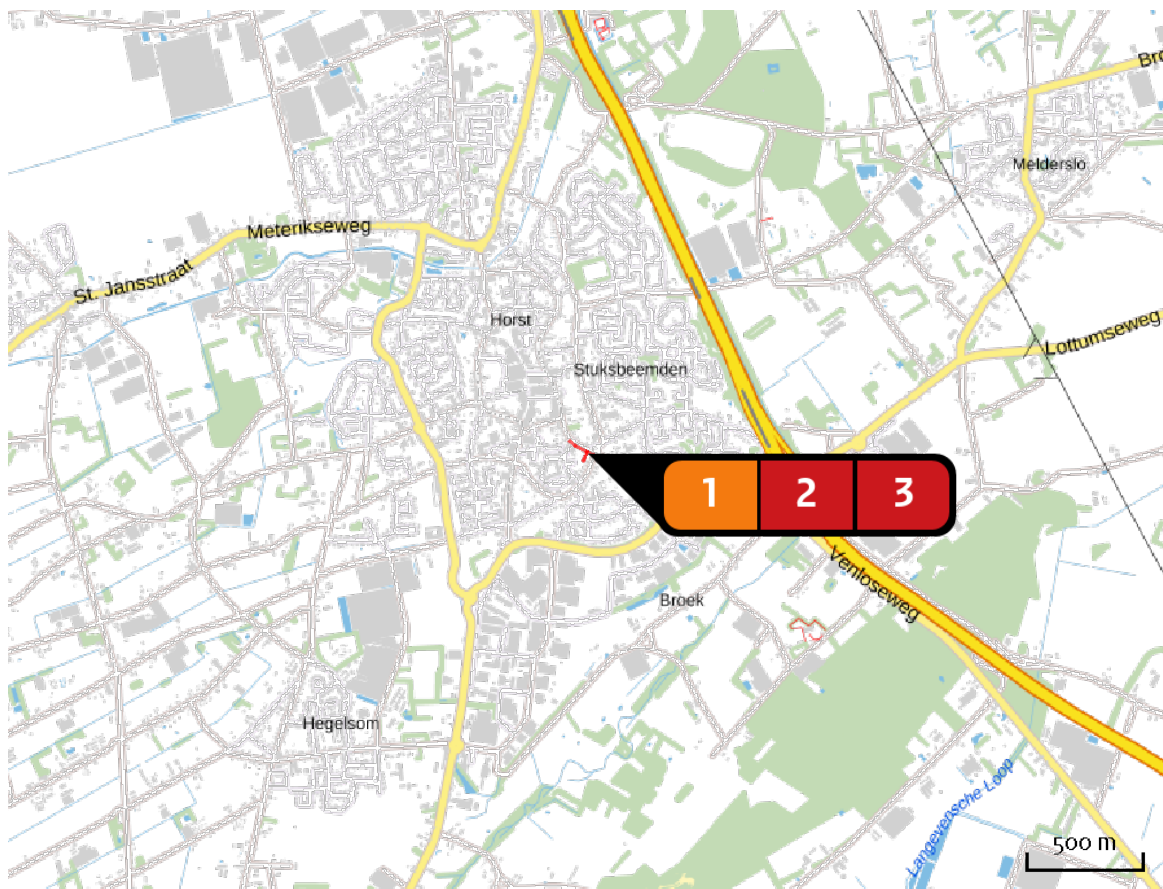 Bro
Melderslo
Meterikseweg
St. Jansstraat
Horst
Lottumseweg
Stuksbeemden
1 2 3
Venloseweg
Broek
Hegelsom
Langevensche Loop
500 m